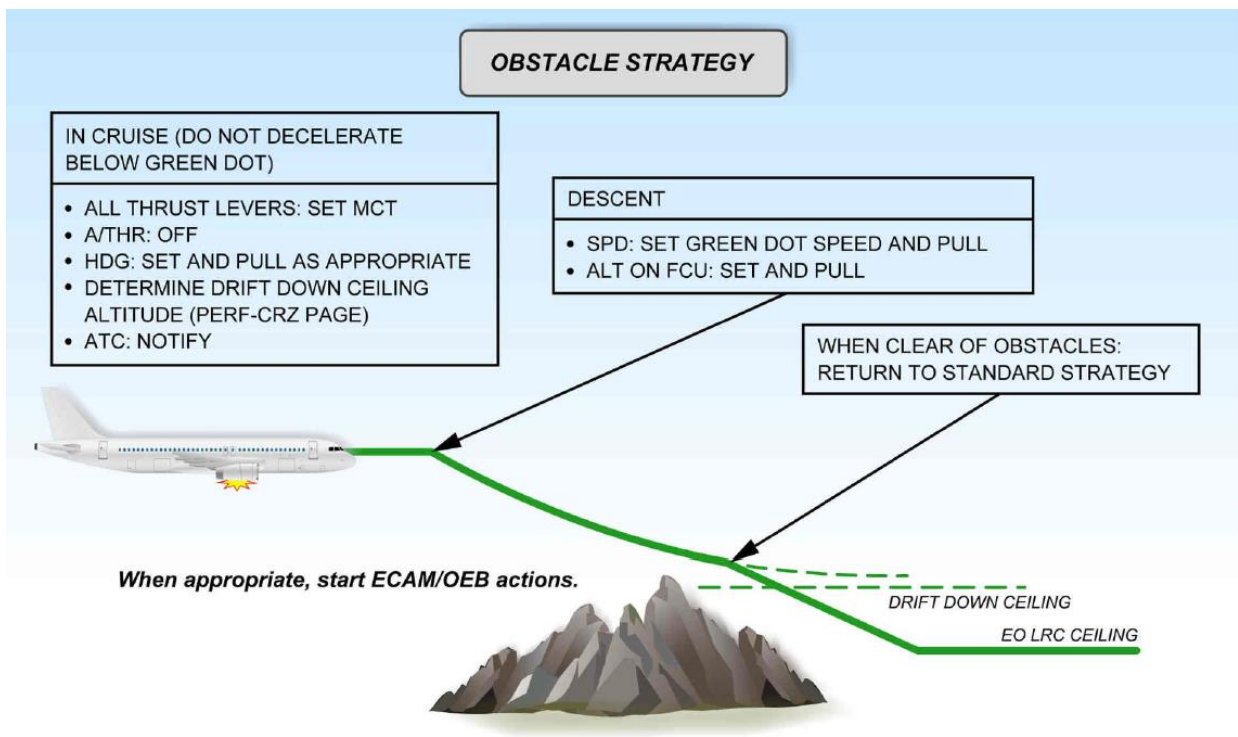 OBSTACLE STRATEGY
IN CRUISE (DO NOT DECELERATE
BELOW GREEN DOT)
• ALL THRUST LEVERS: SET MCT
• A/THR: OFF
• HDG: SET AND PULL AS APPROPRIATE
• DETERMINE DRIFT DOWN CEILING
ALTITUDE (PERF-CRZ PAGE)
• ATC: NOTIFY
DESCENT
• SPD: SET GREEN DOT SPEED AND PULL
• ALT ON FCU: SET AND PULL
WHEN CLEAR OF OBSTACLES:
RETURN TO STANDARD STRATEGY
When appropriate, start ECAM/OEB actions.
DRIFT DOWN CEILING
EO LRC CEILING